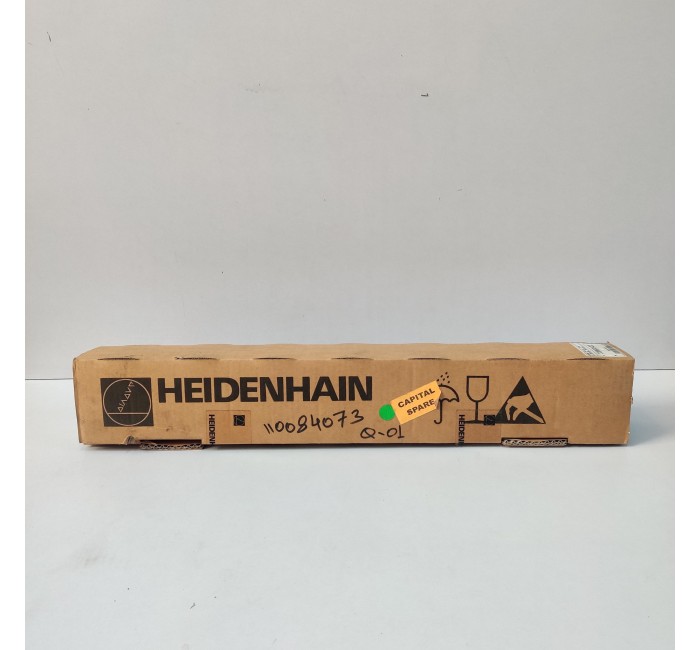 HEIDENHAIN
CAPITAL
SPARE
HEIDENHAIN
110084073
Q-01
HEIDENHAIN